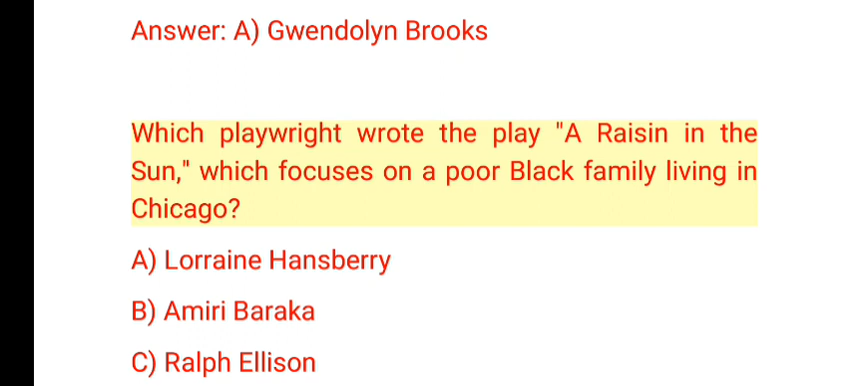 Answer: A) Gwendolyn Brooks
Which playwright wrote the play "A Raisin in the
Sun," which focuses on a poor Black family living in
Chicago?
A) Lorraine Hansberry
B) Amiri Baraka
C) Ralph Ellison